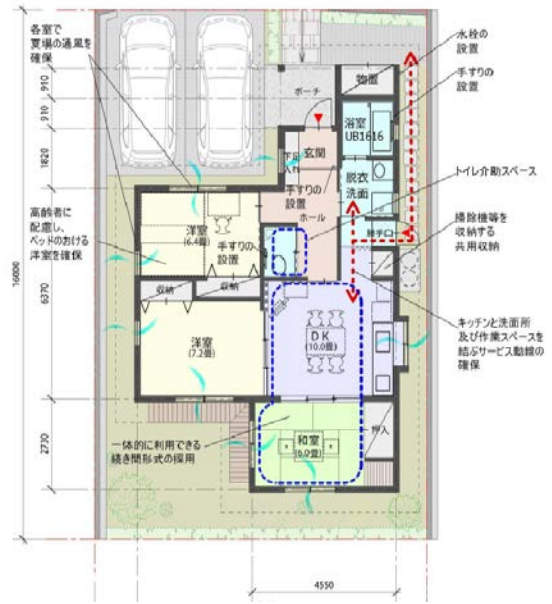 各室で
夏場の通風を
確保
水栓の
設置
手すりの
設置
物置
ポーチ
浴室
UB1616
下足
入れ
玄関
脱衣
洗面
トイレ介助スペース
手すりの
設置
ホール
勝手口
掃除機等を
収納する
共用収納
高齢者に
配慮し、
ベッドのおける
洋室を確保
洋室
(6.4畳)
手すりの
設置
収納
収納
洋室
(7.2畳)
DK
(10.0畳)
キッチンと洗面所
及び作業スペースを
結ぶサービス動線の
確保
一体的に利用できる
続き間形式の採用
和室
(6.0畳)
押入
910
910
1820
16000
6370
2730
4550